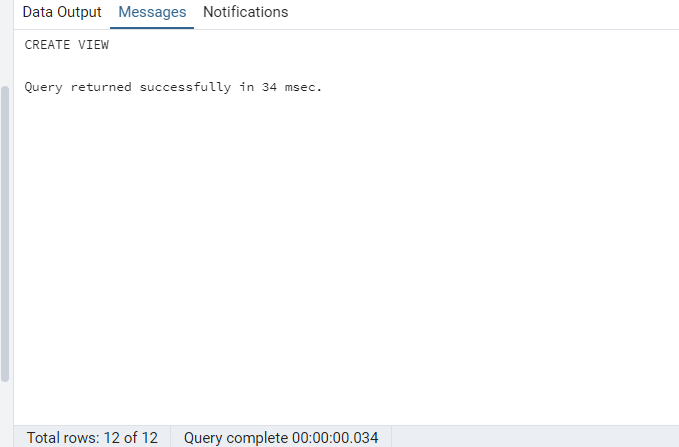 Data Output Messages Notifications
CREATE VIEW
Query returned successfully in 34 msec.
Total rows: 12 of 12 Query complete 00:00:00.034